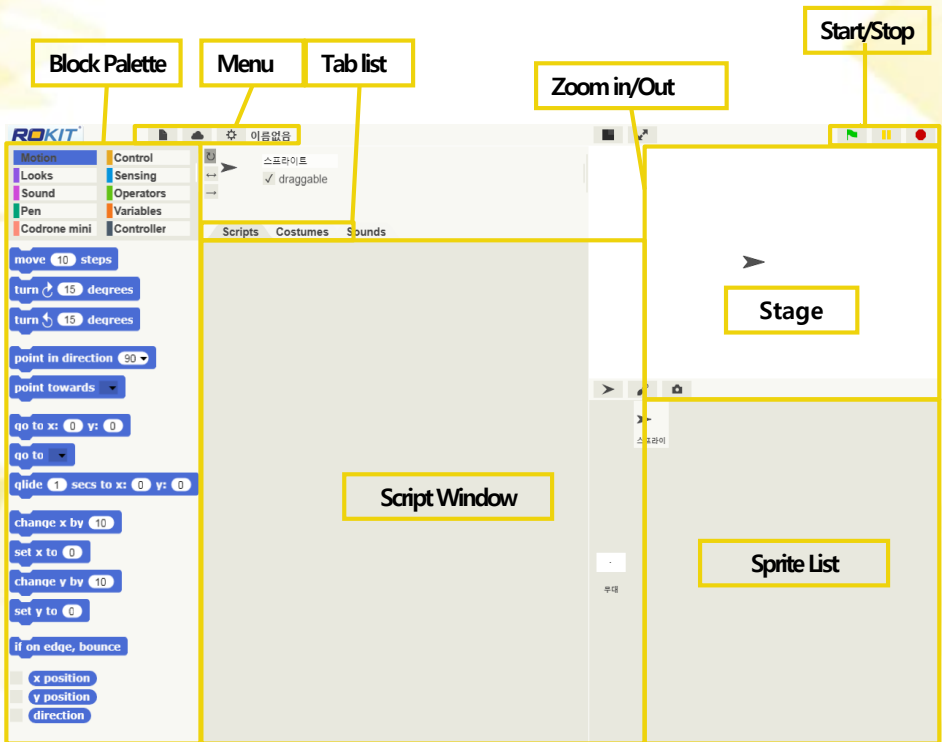 Start/Stop
Block Palette
Menu
Tab list
Zoom in/Out
ROKIT
이름없음
Motion
Control
Looks
Sensing
Sound
Operators
Pen
Variables
Codrone mini
Controller
스프라이트
draggable
Scripts
Costumes
Sounds
move 10 steps
turn 15 degrees
turn 15 degrees
point in direction 90
point towards
go to x: 0 y: 0
go to
glide 1 secs to x: 0 y: 0
change x by 10
set x to 0
change y by 10
set y to 0
if on edge, bounce
x position
y position
direction
Script Window
Stage
스프라이
Sprite List
무대